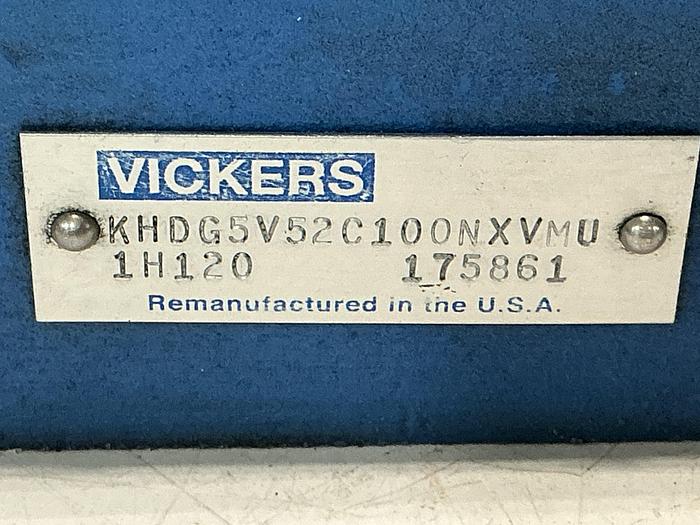 VICKERS
KHDG5V52C100NXVMU
1H120 175861
Remanufactured in the U.S.A.